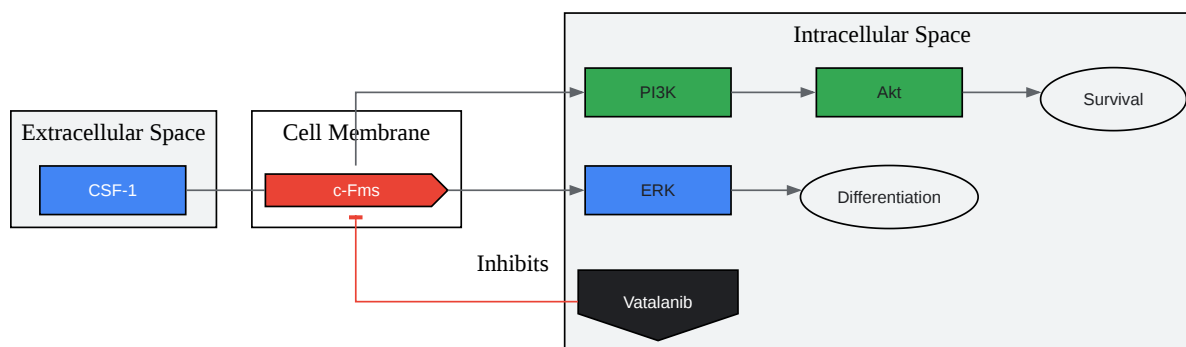 Intracellular Space
PI3K
Akt
Survival
Extracellular Space
Cell Membrane
CSF-1
c-Fms
ERK
Differentiation
Inhibits
Vatalanib